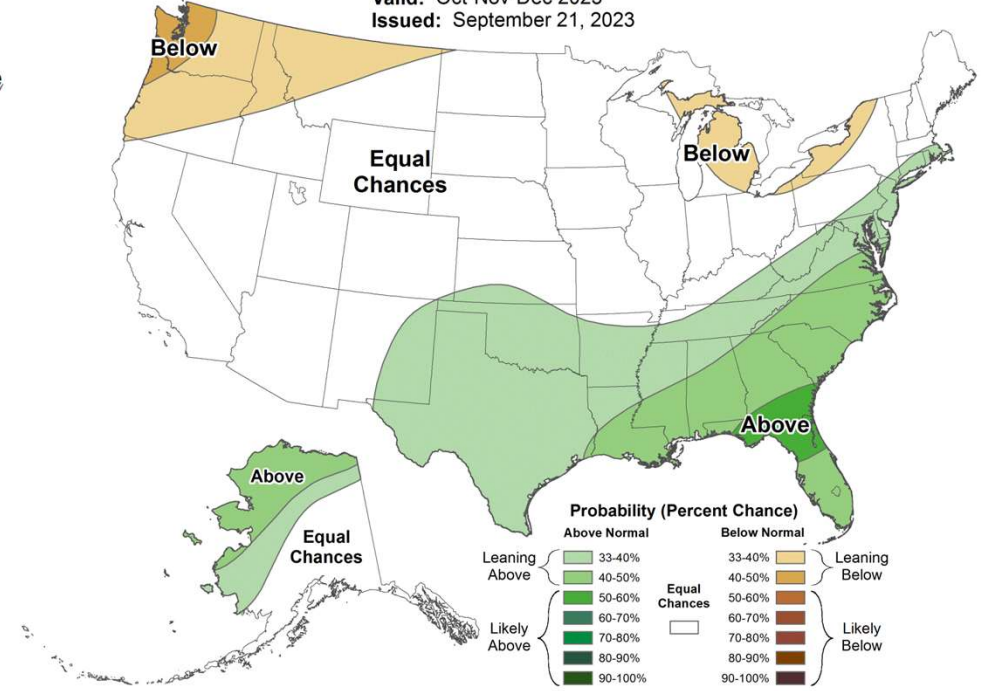 Issued: September 21, 2023
Below
Equal
Chances
Below
Above
Above
Equal
Chances
Probability (Percent Chance)
Above Normal
Below Normal
Leaning
Above
33-40%
40-50%
50-60%
60-70%
70-80%
80-90%
90-100%
Likely
Above
Equal
Chances
33-40%
40-50%
50-60%
60-70%
70-80%
80-90%
90-100%
Leaning
Below
Likely
Below